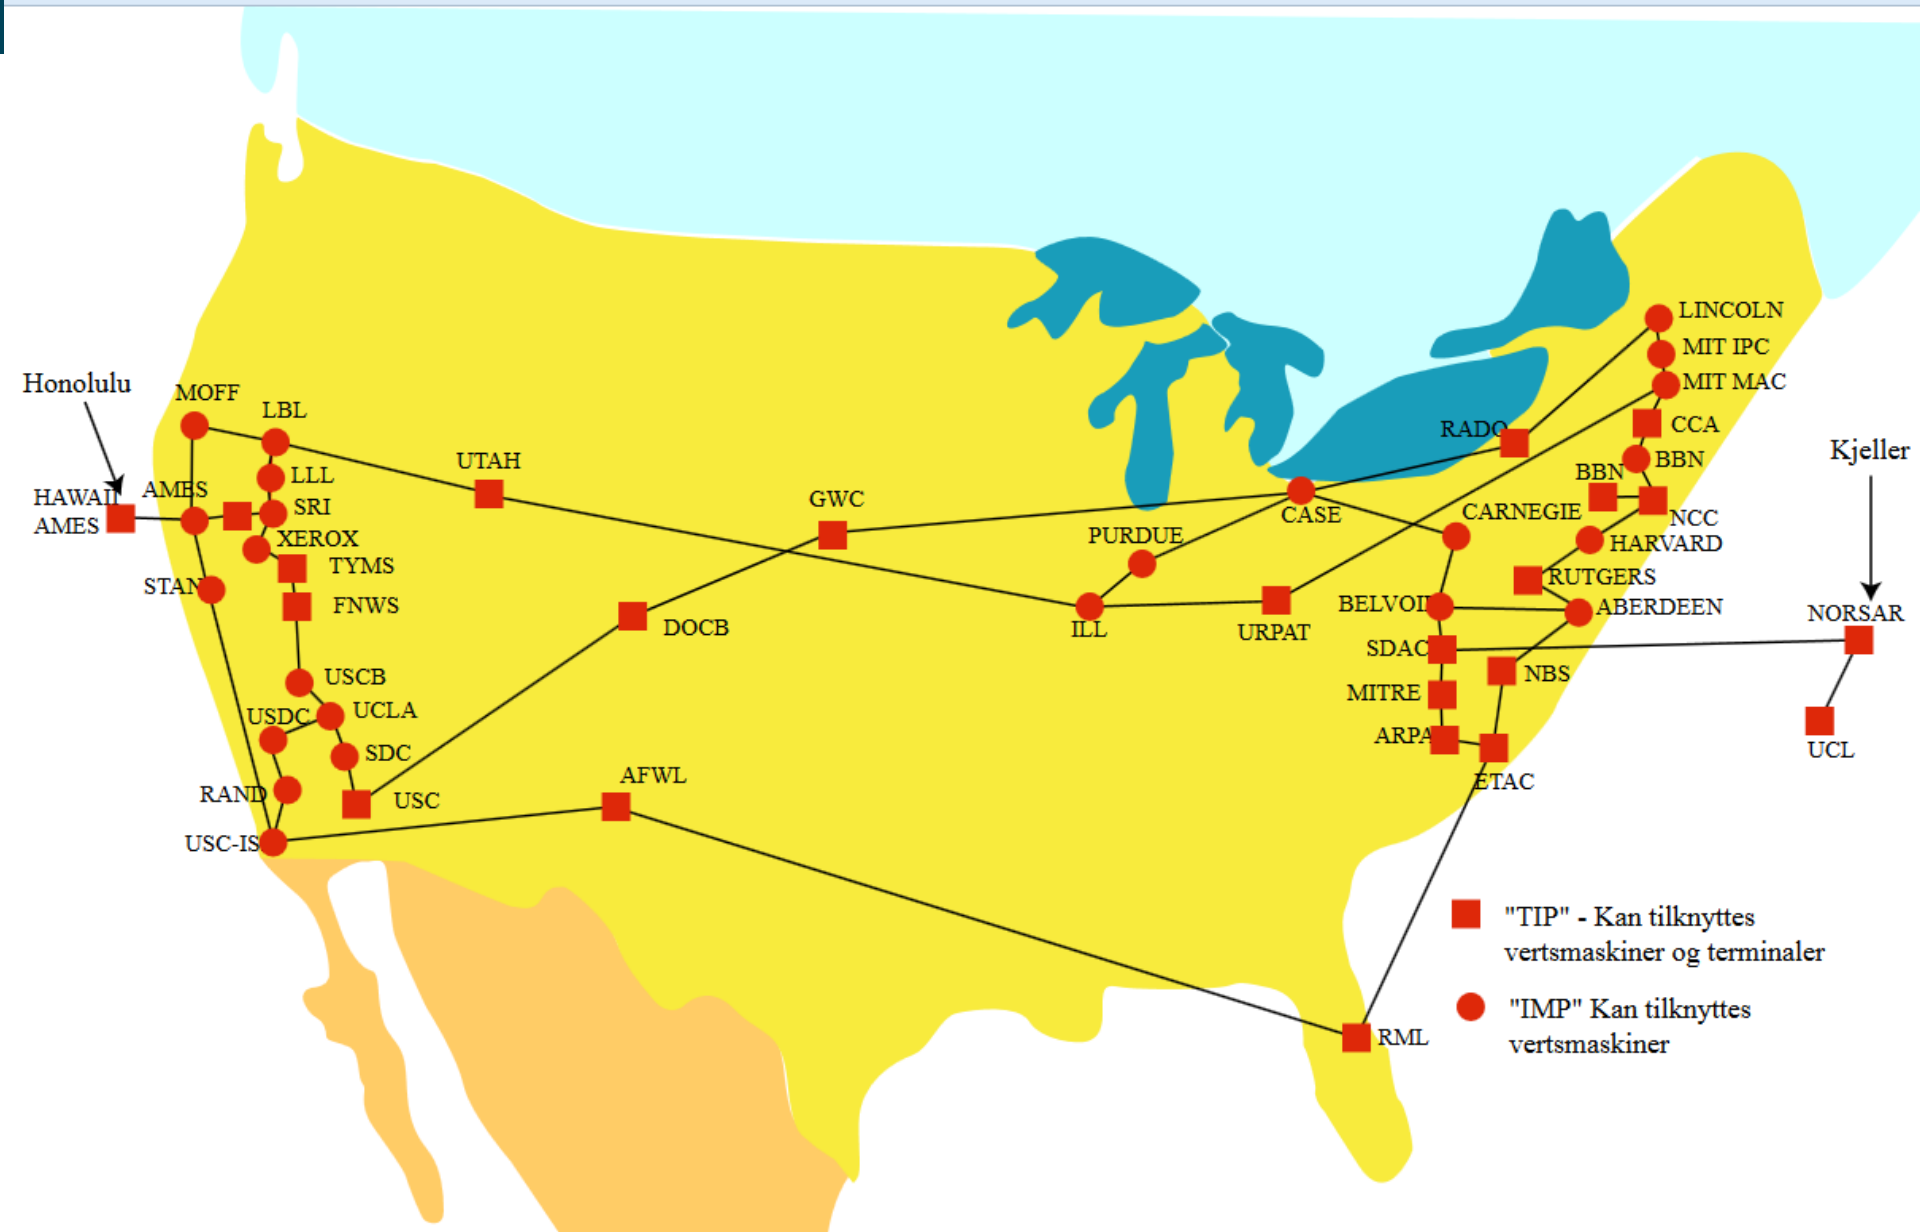 LINCOLN
MIT IPC
MIT MAC
Honolulu
MOFF
LBL
RADO
CCA
Kjeller
UTAH
BBN
BBN
LLL
HAWAII
AMES
AMES
SRI
GWC
CASE
CARNEGIE
NCC
XEROX
PURDUE
HARVARD
TYMS
STAN
RUTGERS
FNWS
BELVOI
ABERDEEN
NORSAR
DOCB
ILL
URPAT
SDAC
USCB
NBS
MITRE
USDC
UCLA
ARPA
SDC
UCL
AFWL
ETAC
RAND
USC
USC-IS
"TIP" - Kan tilknyttes
vertsmaskiner og terminaler
"IMP" Kan tilknyttes
vertsmaskiner
RML